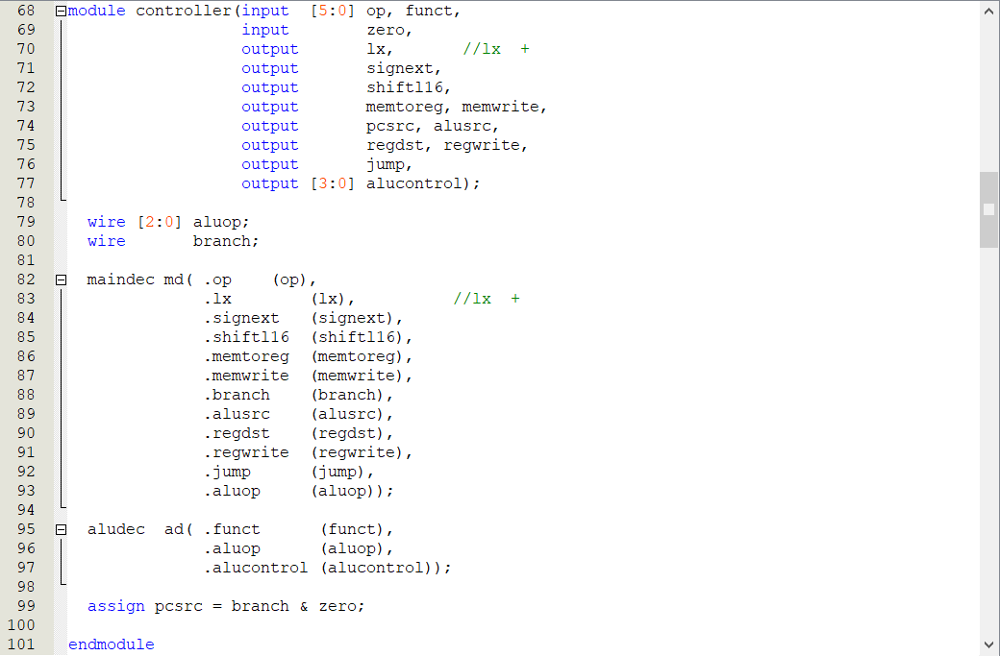 68 module controller(input  [5:0] op, funct,
69                   input        zero,
70                   output       lx,       //lx  +
71                   output       signext,
72                   output       shiftl16,
73                   output       memtoreg, memwrite,
74                   output       pcsrc, alusrc,
75                   output       regdst, regwrite,
76                   output       jump,
77                   output [3:0] alucontrol);
78
79   wire [2:0] aluop;
80   wire       branch;
81
82   maindec md( .op    (op),
83               .lx        (lx),          //lx  +
84               .signext   (signext),
85               .shiftl16  (shiftl16),
86               .memtoreg  (memtoreg),
87               .memwrite  (memwrite),
88               .branch    (branch),
89               .alusrc    (alusrc),
90               .regdst    (regdst),
91               .regwrite  (regwrite),
92               .jump      (jump),
93               .aluop     (aluop));
94
95   aludec  ad( .funct      (funct),
96               .aluop      (aluop),
97               .alucontrol (alucontrol));
98
99   assign pcsrc = branch & zero;
100
101 endmodule